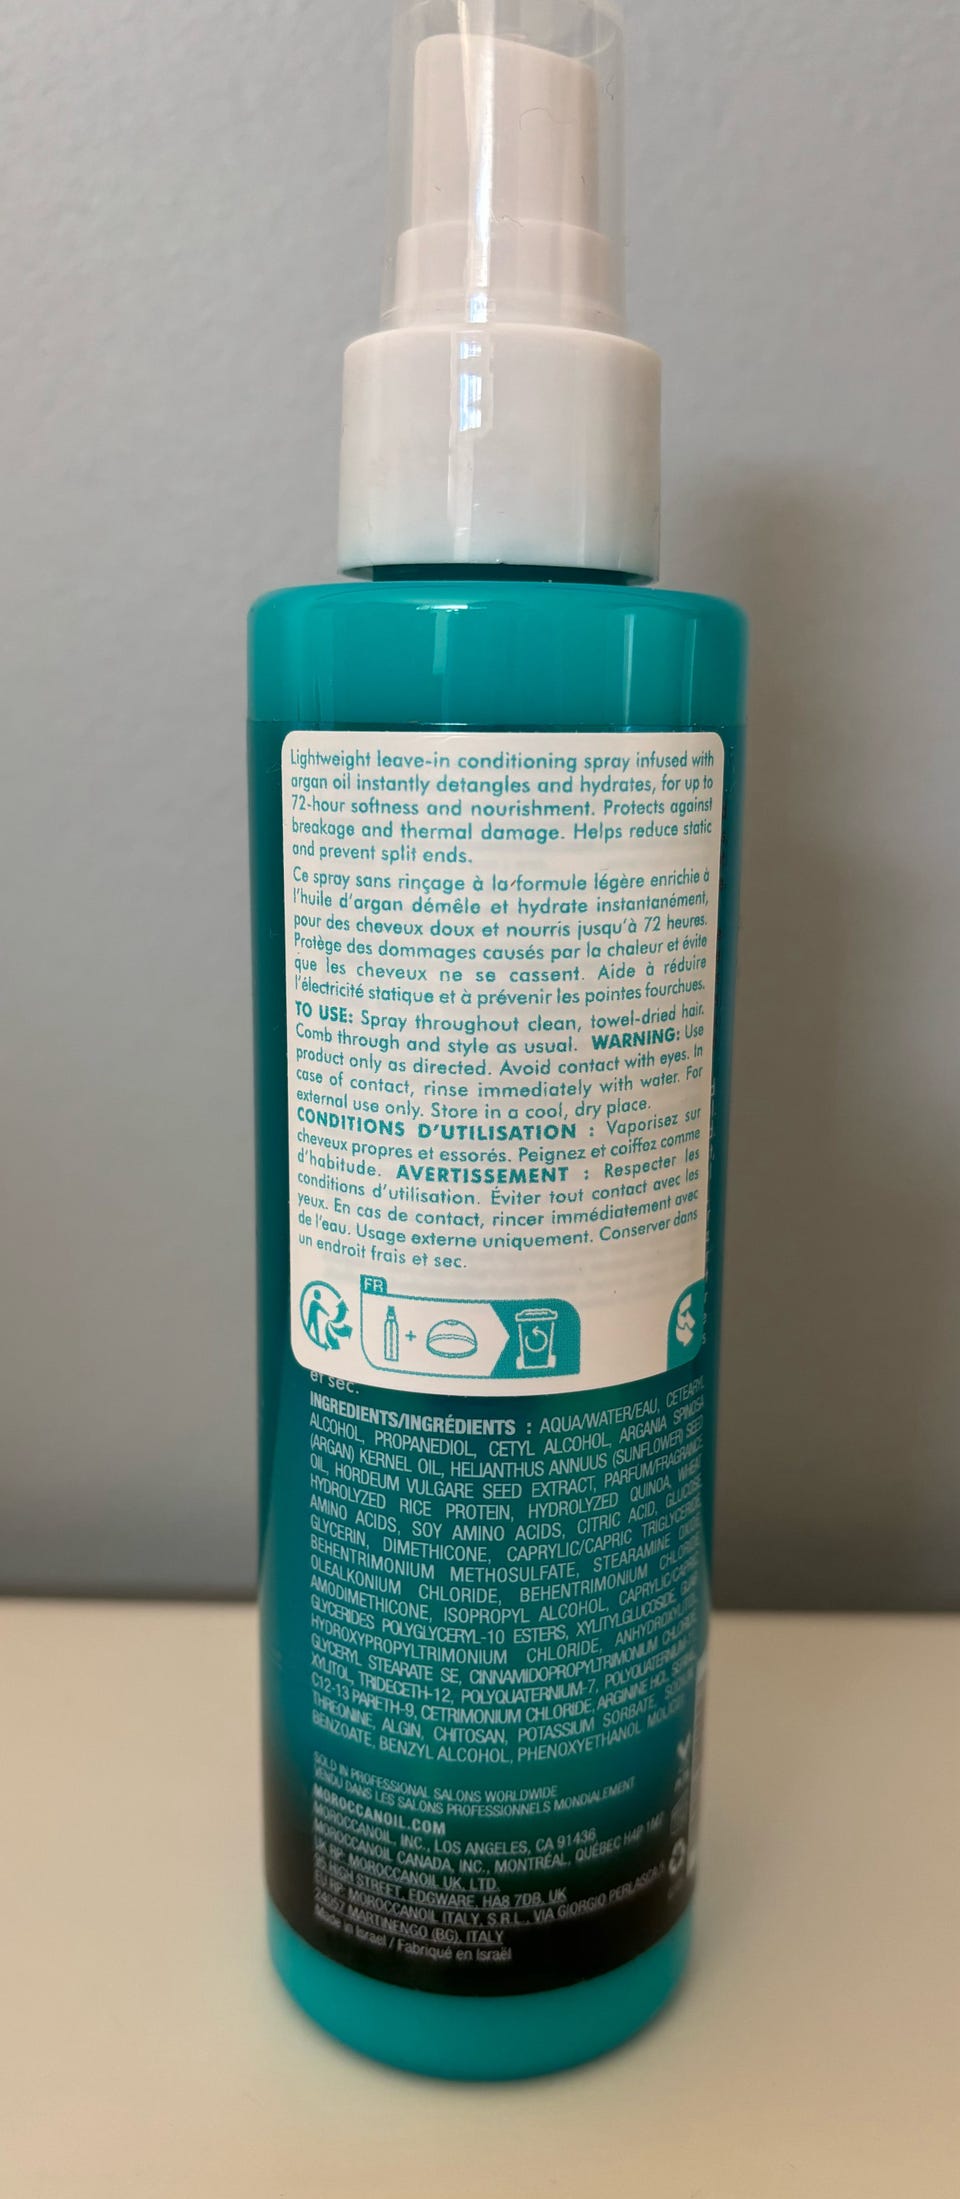 Lightweight leave-in conditioning spray infused with
argan oil instantly detangles and hydrates, for up to
72-hour softness and nourishment. Protects against
breakage and thermal damage. Helps reduce static
and prevent split ends.
Ce spray sans rinçage à la formule légère enrichie à
l'huile d'argan démêle et hydrate instantanément,
pour des cheveux doux et nourris jusqu'à 72 heures.
Protège des dommages causés par la chaleur et évite
que les cheveux ne se cassent. Aide à réduire
l'électricité statique et à prévenir les pointes fourchues.
TO USE: Spray throughout clean, towel-dried hair.
Comb through and style as usual. WARNING: Use
product only as directed. Avoid contact with eyes. In
case of contact, rinse immediately with water. For
external use only. Store in a cool, dry place.
CONDITIONS D'UTILISATION : Vaporisez sur
cheveux propres et essorés. Peignez et coiffez comme
d'habitude. AVERTISSEMENT : Respecter les
conditions d'utilisation. Éviter tout contact avec les
yeux. En cas de contact, rincer immédiatement avec
de l'eau. Usage externe uniquement. Conserver dans
un endroit frais et sec.
FR
+
et sec.
INGREDIENTS/INGRÉDIENTS : AQUA/WATER/EAU, CETEARYL
ALCOHOL, PROPANEDIOL, CETYL ALCOHOL, ARGANIA SPINOSA
(ARGAN) KERNEL OIL, HELIANTHUS ANNUUS (SUNFLOWER) SEED
OIL, HORDEUM VULGARE SEED EXTRACT, PARFUM/FRAGRANCE
HYDROLYZED RICE PROTEIN, HYDROLYZED QUINOA, WHEAT
AMINO ACIDS, SOY AMINO ACIDS, CITRIC ACID, GLUCOSE
GLYCERIN, DIMETHICONE, CAPRYLIC/CAPRIC TRIGLYCERIDE
BEHENTRIMONIUM METHOSULFATE, STEARAMINE OXIDE
OLEALKONIUM CHLORIDE, BEHENTRIMONIUM CHLORIDE
AMODIMETHICONE, ISOPROPYL ALCOHOL, CAPRYLIC/CAPRIC
GLYCERIDES POLYGLYCERYL-10 ESTERS, XYLITYLGLUCOSIDE, GUAR
HYDROXYPROPYLTRIMONIUM CHLORIDE, ANHYDROXYLITOL
GLYCERYL STEARATE SE, CINNAMIDOPROPYLTRIMONIUM CHLORIDE
XYLITOL, TRIDECETH-12, POLYQUATERNIUM-7,
C12-13 PARETH-9, CETRIMONIUM CHLORIDE, ARGININE HCL, SERINE
THREONINE, ALGIN, CHITOSAN, POTASSIUM SORBATE, SODIUM
BENZOATE, BENZYL ALCOHOL, PHENOXYETHANOL
SOLD IN PROFESSIONAL SALONS WORLDWIDE
VENDU DANS LES SALONS PROFESSIONNELS MONDIALEMENT
MOROCCANOIL.COM
MOROCCANOIL, INC., LOS ANGELES, CA 91436
MOROCCANOIL CANADA, INC., MONTRÉAL, QUÉBEC H4P 1M7
UK RP: MOROCCANOIL UK, LTD.
95 HIGH STREET, EDGWARE, HA8 7DB, UK
EU RP: MOROCCANOIL ITALY, S.R.L., VIA GIORGIO PERLASCA
24057 MARTINENGO (BG), ITALY
Made in Israel / Fabriqué en Israël